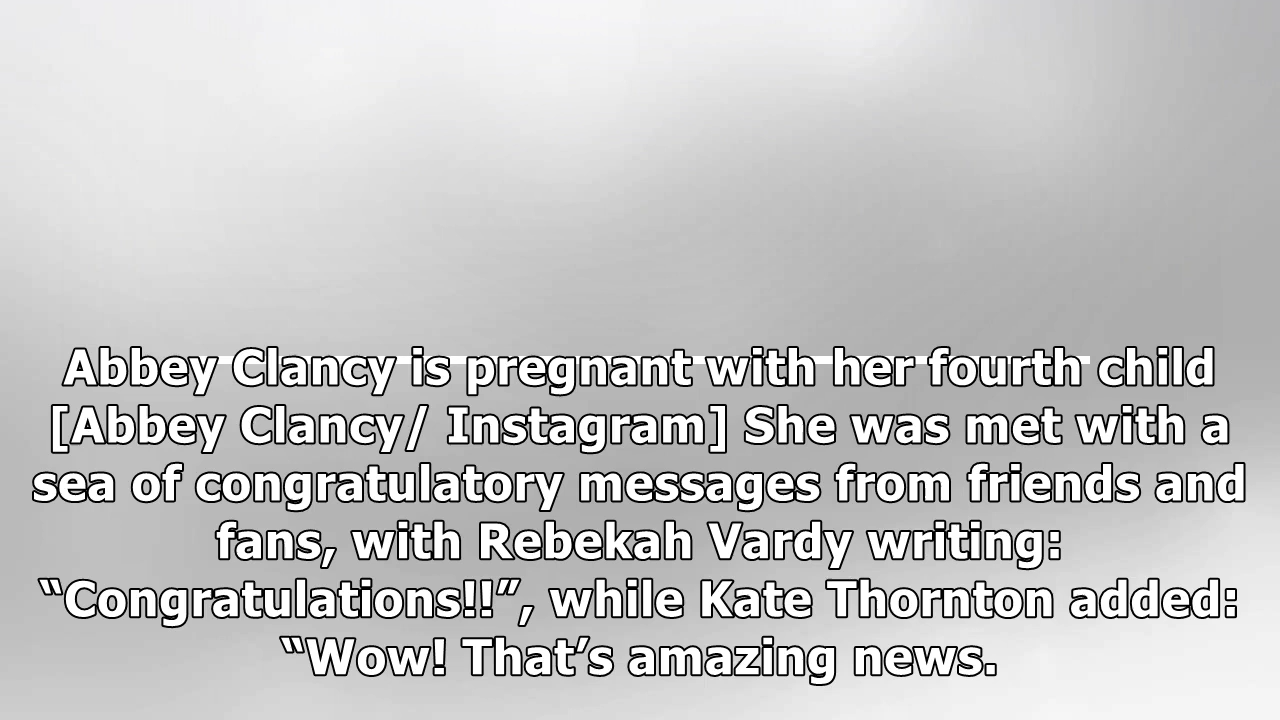 Abbey Clancy is pregnant with her fourth child
[Abbey Clancy/ Instagram] She was met with a
sea of congratulatory messages from friends and
fans, with Rebekah Vardy writing:
“Congratulations!!”, while Kate Thornton added:
“Wow! That’s amazing news.